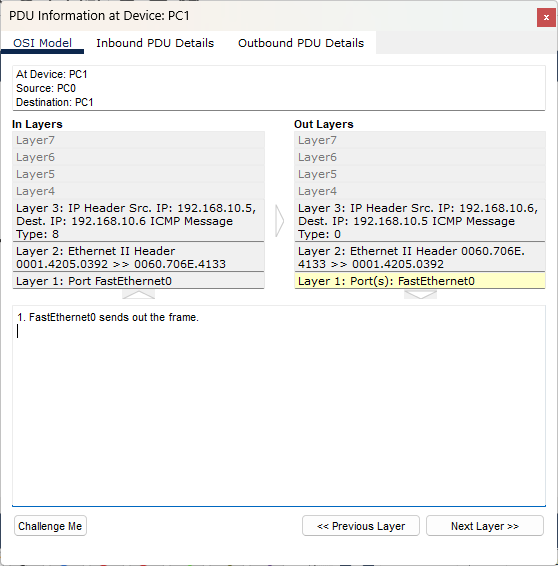 PDU Information at Device: PC1
x
OSI Model Inbound PDU Details Outbound PDU Details
At Device: PC1
Source: PC0
Destination: PC1
In Layers
Layer7
Layer6
Layer5
Layer4
Layer 3: IP Header Src. IP: 192.168.10.5,
Dest. IP: 192.168.10.6 ICMP Message
Type: 8
Layer 2: Ethernet II Header
0001.4205.0392 >> 0060.706E.4133
Layer 1: Port FastEthernet0
Out Layers
Layer7
Layer6
Layer5
Layer4
Layer 3: IP Header Src. IP: 192.168.10.6,
Dest. IP: 192.168.10.5 ICMP Message
Type: 0
Layer 2: Ethernet II Header 0060.706E.
4133 >> 0001.4205.0392
Layer 1: Port(s): FastEthernet0
1. FastEthernet0 sends out the frame.
Challenge Me << Previous Layer Next Layer >>